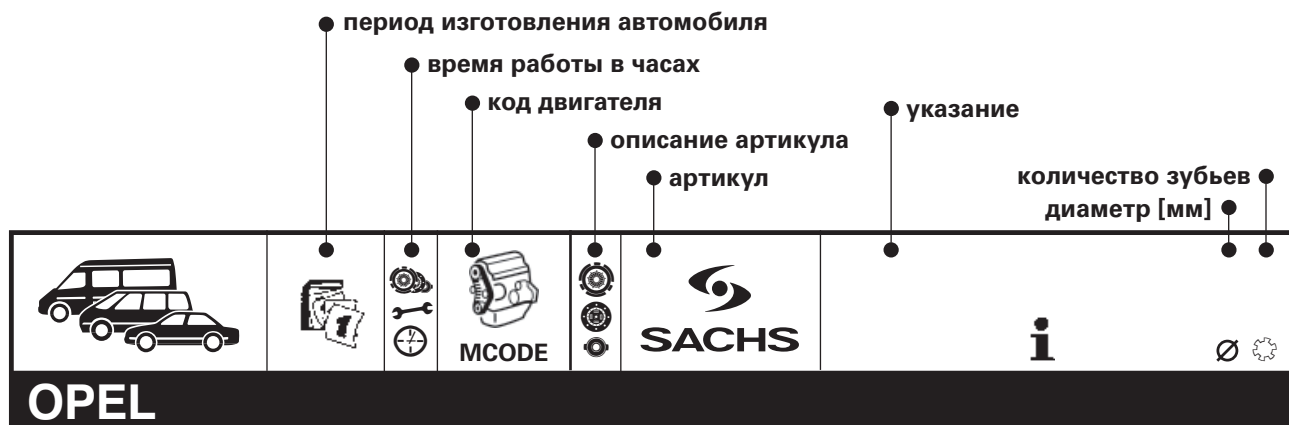 период изготовления автомобиля
время работы в часах
код двигателя
указание
описание артикула
артикул
количество зубьев
диаметр [мм]
1
MCODE
SACHS
i
Ø
OPEL